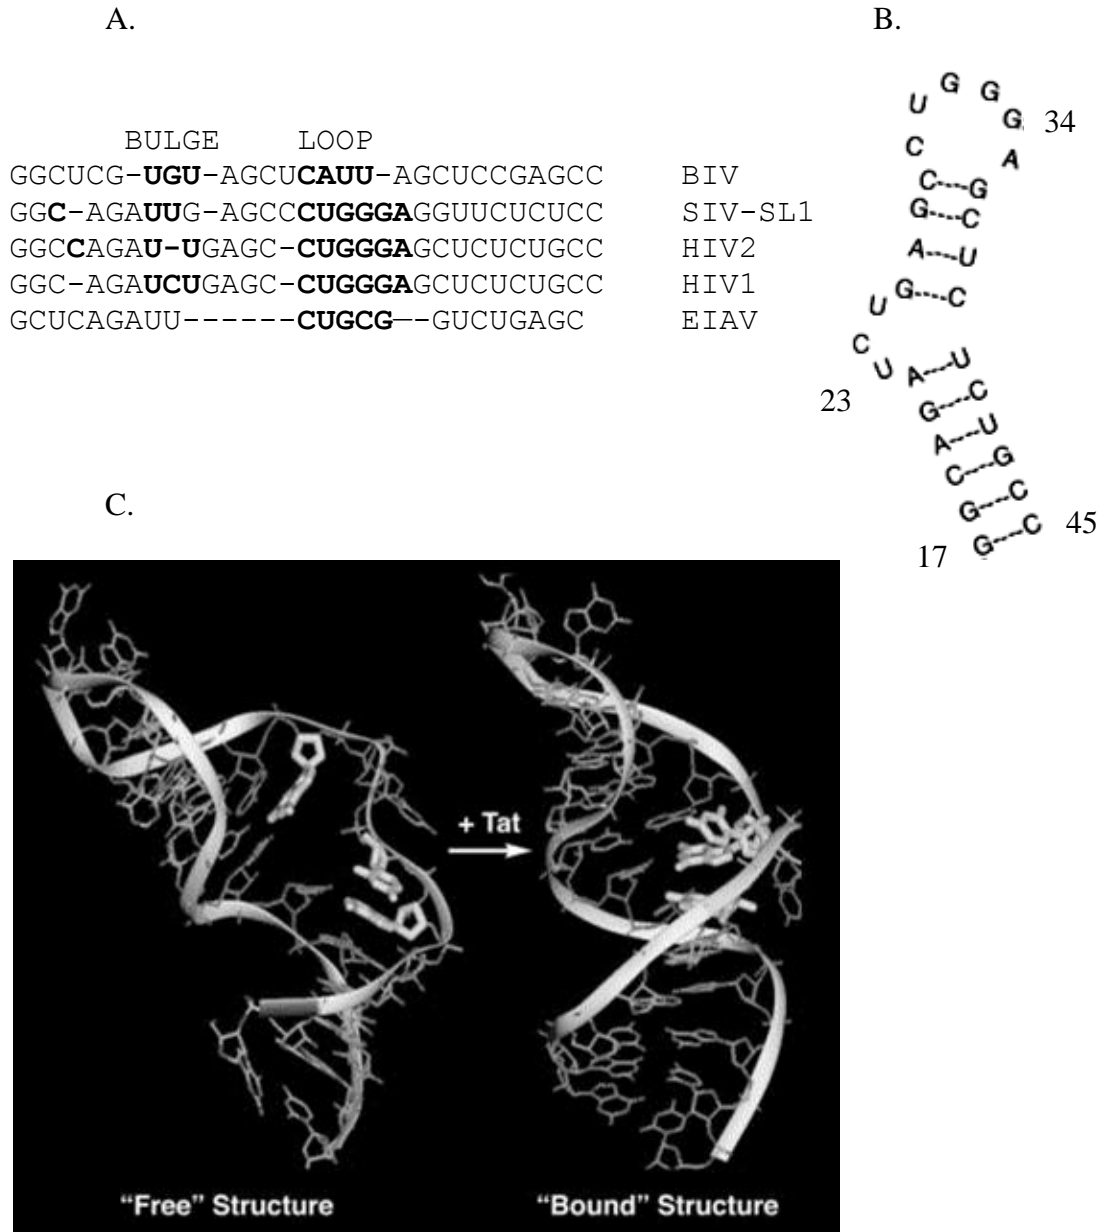 A.
B.
BULGE LOOP
GGCUCG-UGU-AGCUCAUU-AGCUCCGAGCC BIV
GGC-AGAUUG-AGCCCUGGGAGGUUCUCUCC SIV-SL1
GGCCAGAU-UGAGC-CUGGGAGCUCUCUGCC HIV2
GGC-AGAUCUGAGC-CUGGGAGCUCUCUGCC HIV1
GCUCAGAUU------CUGCG—-GUCUGAGC EIAV
G G
U G
C A 34
C---G
G---C
A---U
G---C
U
C
U
23
A---U
G---C
A---U
C---G
G---C
G---C
17 45
C.
+ Tat
“Free” Structure
“Bound” Structure